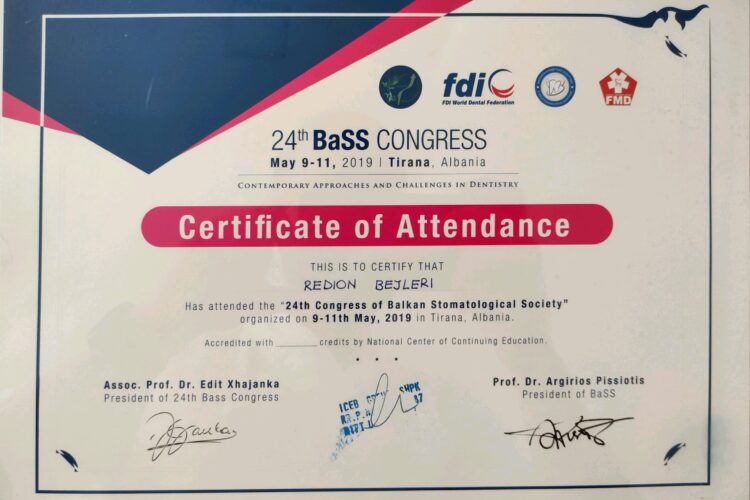 fdi
FDI World Dental Federation
FMD
24th BaSS CONGRESS
May 9-11, 2019 | Tirana, Albania
CONTEMPORARY APPROACHES AND CHALLENGES IN DENTISTRY
Certificate of Attendance
THIS IS TO CERTIFY THAT
REDION BEJLERI
Has attended the "24th Congress of Balkan Stomatological Society"
organized on 9-11th May, 2019 in Tirana, Albania.
Accredited with ________ credits by National Center of Continuing Education.
Assoc. Prof. Dr. Edit Xhajanka
President of 24th Bass Congress
Prof. Dr. Argirios Pissiotis
President of BaSS
ICEB SHPK